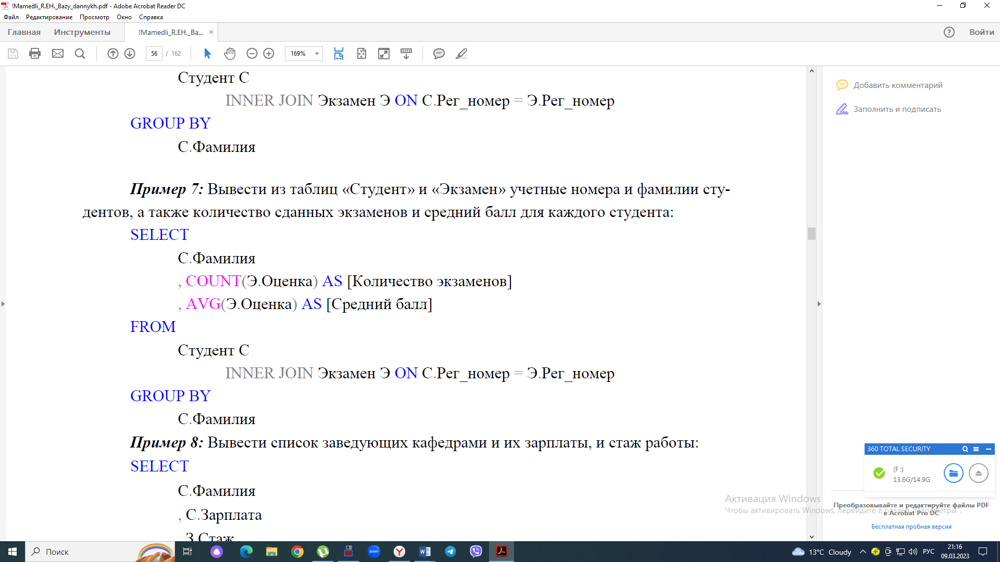 !Mamedli_R.EH._Bazy_dannykh.pdf - Adobe Acrobat Reader DC
Файл Редактирование Просмотр Окно Справка
Главная Инструменты !Mamedli_R.EH._Ba... × Войти
56 / 162 169%
Студент С
INNER JOIN Экзамен Э ON С.Рег_номер = Э.Рег_номер
GROUP BY
С.Фамилия
Пример 7: Вывести из таблиц «Студент» и «Экзамен» учетные номера и фамилии сту-
дентов, а также количество сданных экзаменов и средний балл для каждого студента:
SELECT
С.Фамилия
, COUNT(Э.Оценка) AS [Количество экзаменов]
, AVG(Э.Оценка) AS [Средний балл]
FROM
Студент С
INNER JOIN Экзамен Э ON С.Рег_номер = Э.Рег_номер
GROUP BY
С.Фамилия
Пример 8: Вывести список заведующих кафедрами и их зарплаты, и стаж работы:
SELECT
С.Фамилия
, С.Зарплата
З.Стаж
Добавить комментарий
Заполнить и подписать
360 TOTAL SECURITY
(F :)
13.6G/14.9G
Активация Windows
Чтобы активировать Windows, перейдите в раздел "Параметры".
Преобразовывайте и редактируйте файлы PDF
в Acrobat Pro DC
Бесплатная пробная версия
Поиск
zoom
13°C Cloudy
РУС
21:16
09.03.2023